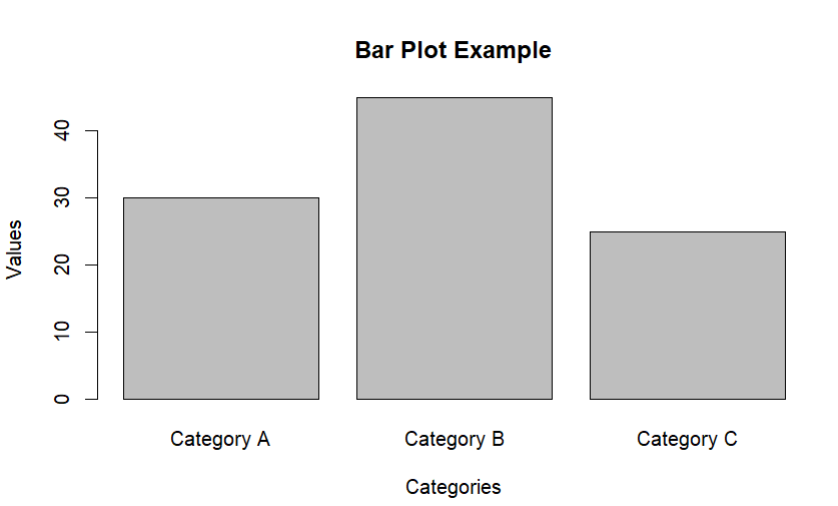 Bar Plot Example
Values
40
30
20
10
0
Category A Category B Category C
Categories